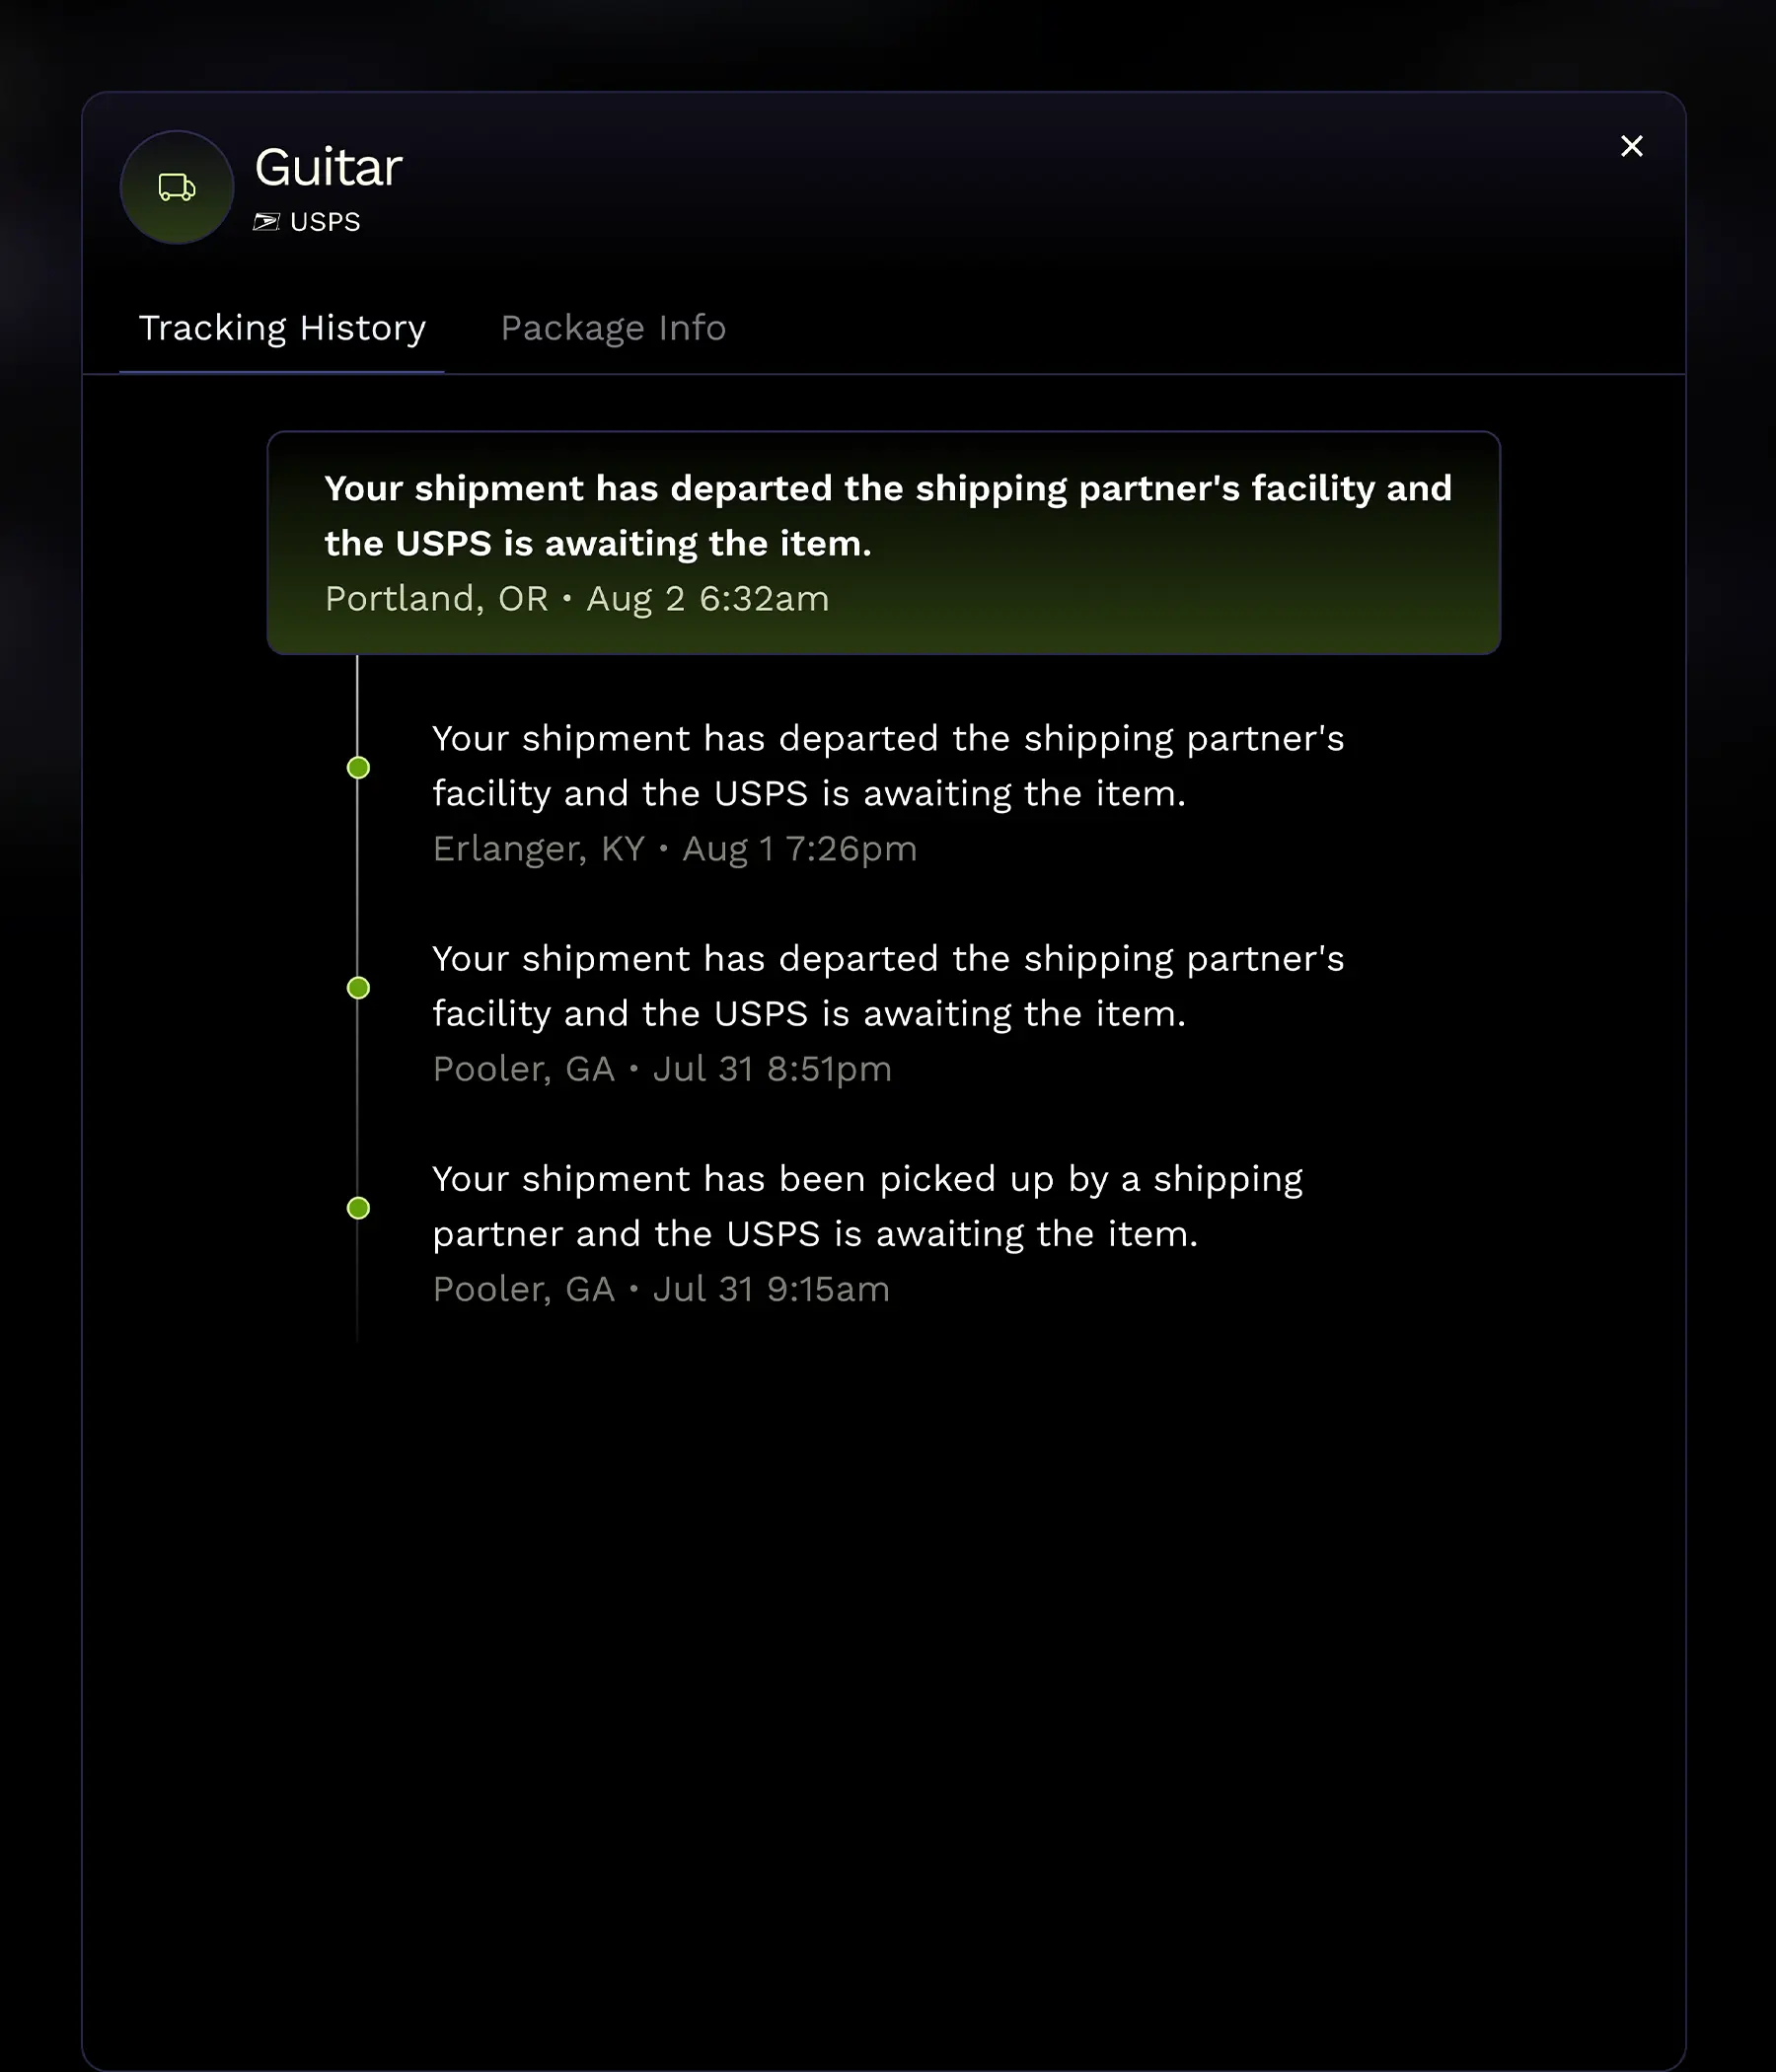 Guitar
USPS
Tracking History
Package Info
Your shipment has departed the shipping partner's facility and
the USPS is awaiting the item.
Portland, OR • Aug 2 6:32am
Your shipment has departed the shipping partner's
facility and the USPS is awaiting the item.
Erlanger, KY • Aug 1 7:26pm
Your shipment has departed the shipping partner's
facility and the USPS is awaiting the item.
Pooler, GA • Jul 31 8:51pm
Your shipment has been picked up by a shipping
partner and the USPS is awaiting the item.
Pooler, GA • Jul 31 9:15am